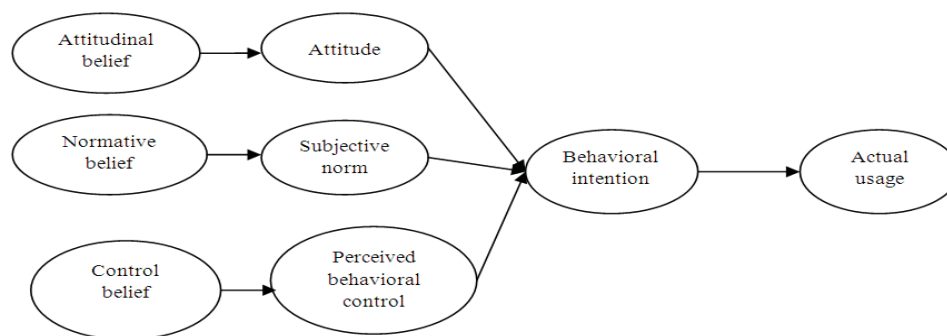 Attitudinal
belief
Attitude
Normative
belief
Subjective
norm
Behavioral
intention
Actual
usage
Control
belief
Perceived
behavioral
control